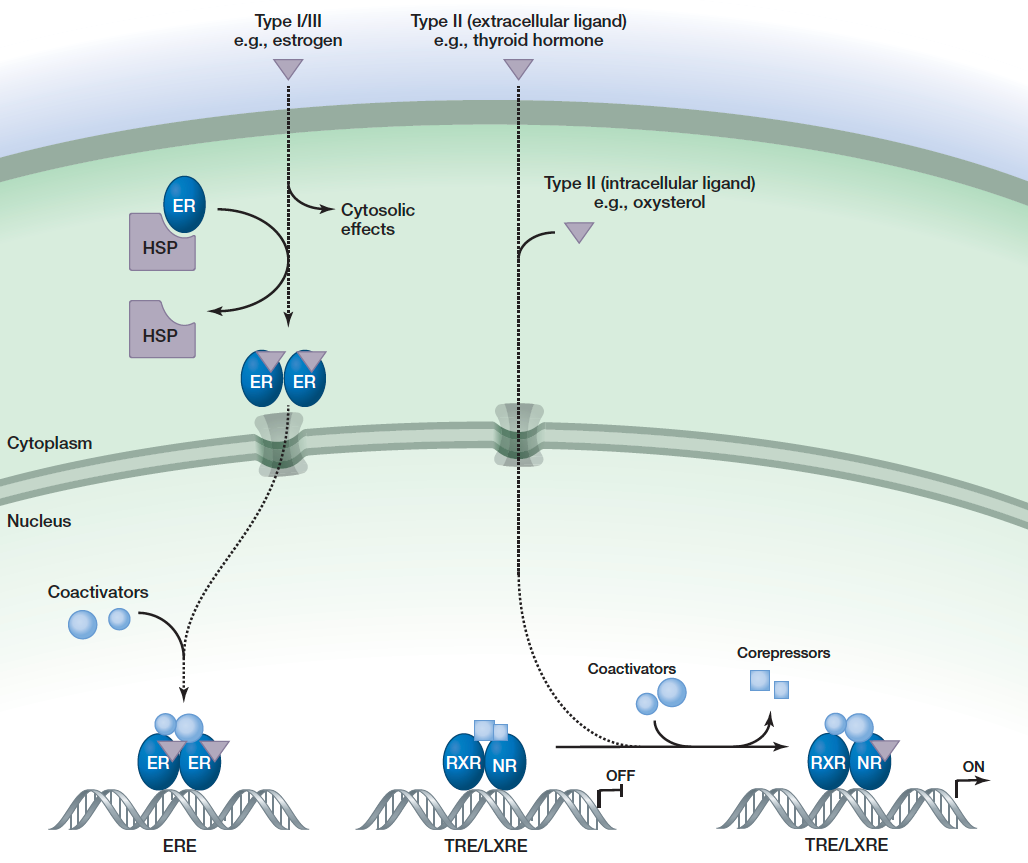 Type I/III
e.g., estrogen
Type II (extracellular ligand)
e.g., thyroid hormone
Type II (intracellular ligand)
e.g., oxysterol
ER
HSP
Cytosolic
effects
HSP
ER
ER
Cytoplasm
Nucleus
Coactivators
Coactivators
Corepressors
ER
ER
RXR
NR
OFF
RXR
NR
ON
ERE
TRE/LXRE
TRE/LXRE